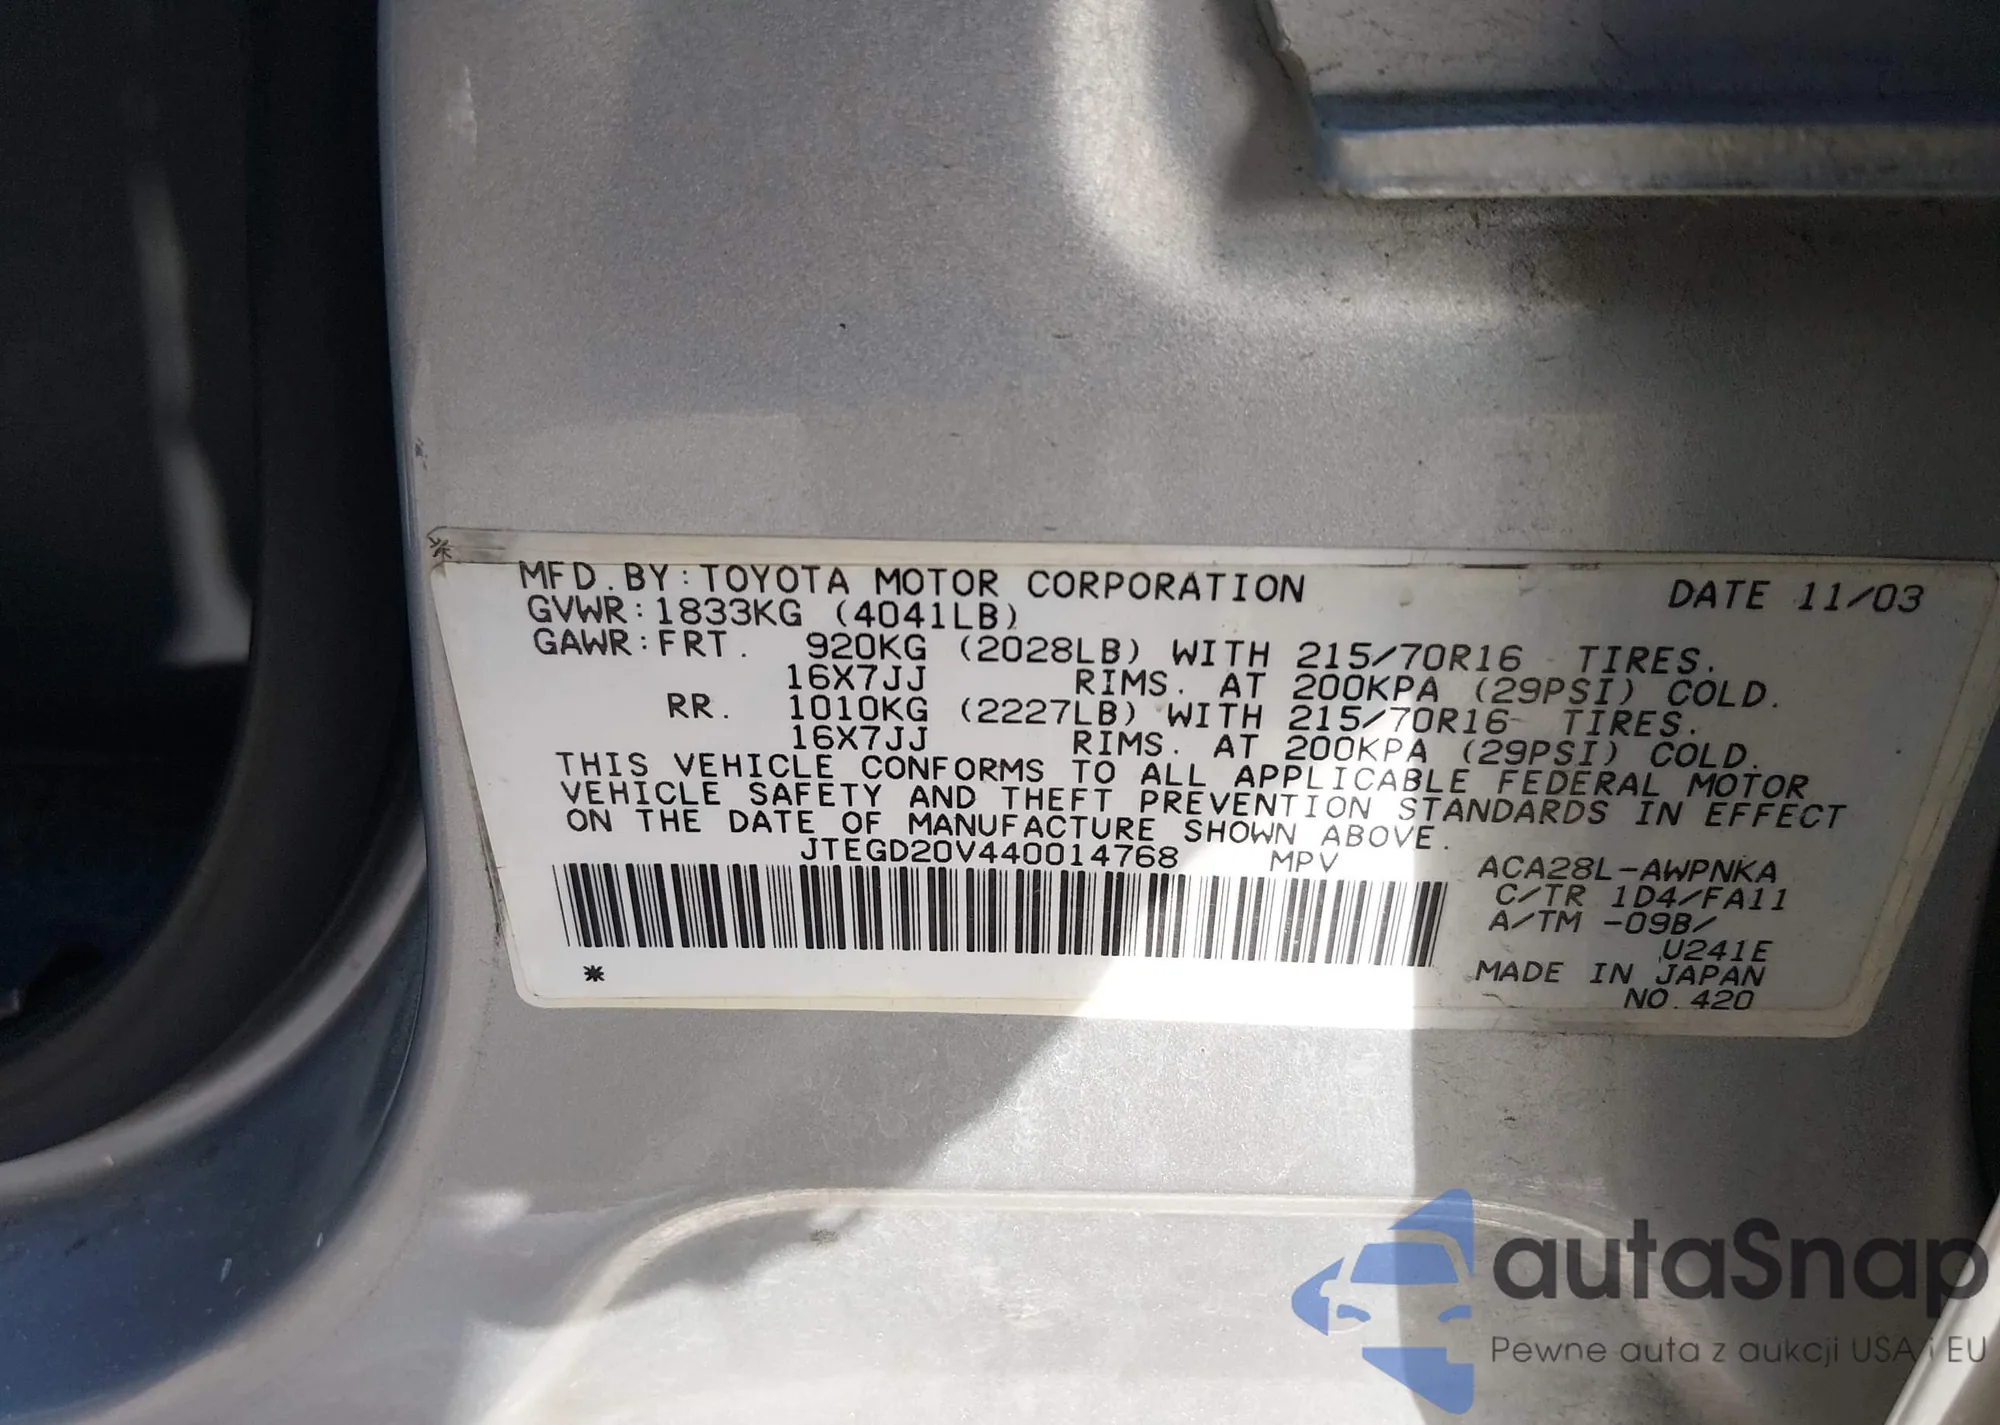 MFD.BY:TOYOTA MOTOR CORPORATION DATE 11/03
GVWR:1833KG (4041LB)
GAWR:FRT. 920KG (2028LB) WITH 215/70R16 TIRES.
16X7JJ RIMS. AT 200KPA (29PSI) COLD.
RR. 1010KG (2227LB) WITH 215/70R16 TIRES.
16X7JJ RIMS. AT 200KPA (29PSI) COLD.
THIS VEHICLE CONFORMS TO ALL APPLICABLE FEDERAL MOTOR
VEHICLE SAFETY AND THEFT PREVENTION STANDARDS IN EFFECT
ON THE DATE OF MANUFACTURE SHOWN ABOVE.
JTEGD20V440014768 MPV
ACA28L-AWPNKA
C/TR 1D4/FA11
A/TM -09B/
U241E
MADE IN JAPAN
NO.420
autaSnap
Pewne auta z aukcji USA i EU